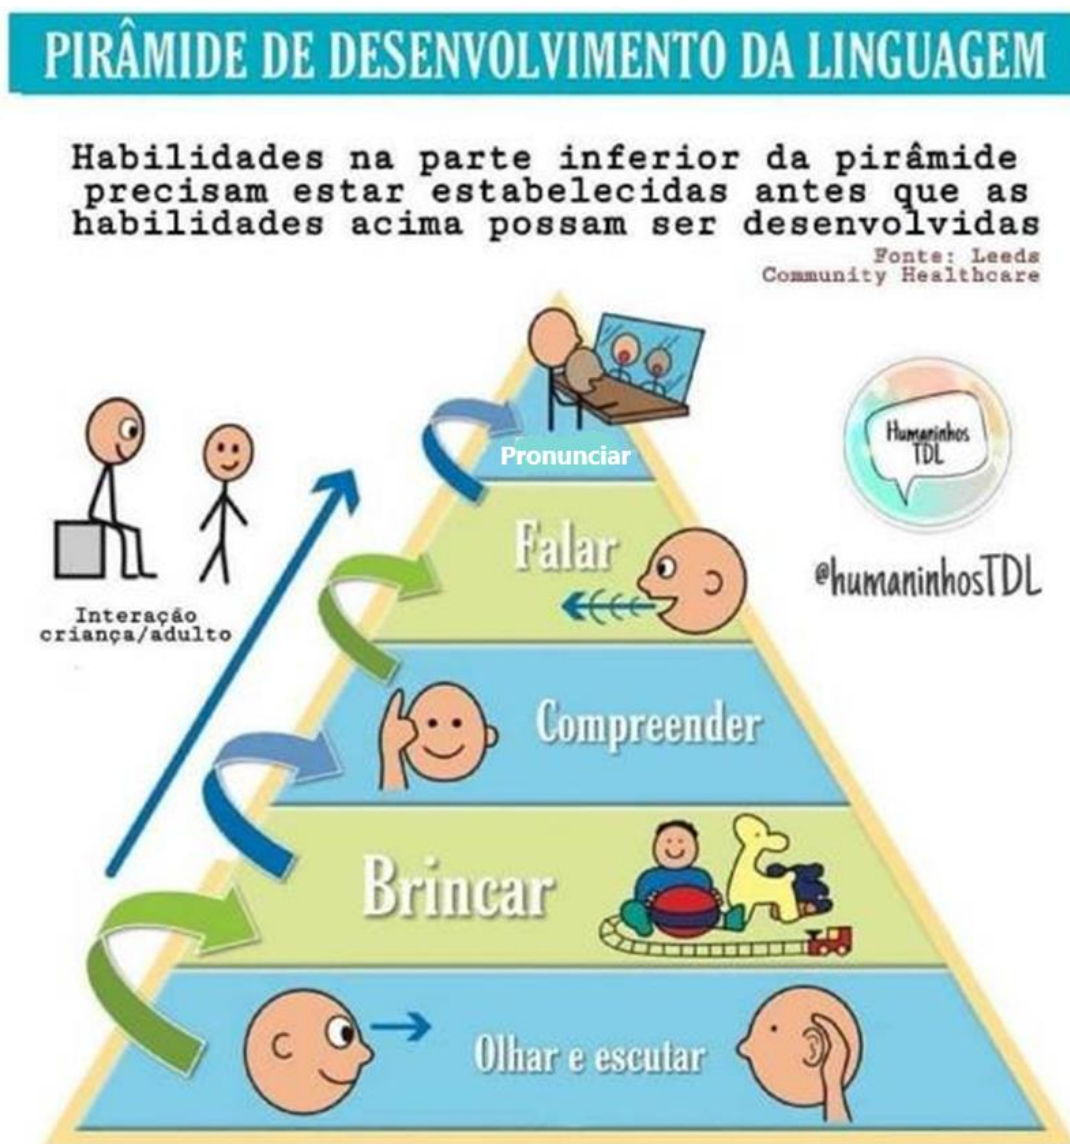 PIRÂMIDE DE DESENVOLVIMENTO DA LINGUAGEM
Habilidades na parte inferior da pirâmide
precisam estar estabelecidas antes que as
habilidades acima possam ser desenvolvidas
Fonte: Leeds
Community Healthcare
Humaninhos
TDL
@humaninhosTDL
Interação
criança/adulto
Pronunciar
Falar
Compreender
Brincar
Olhar e escutar